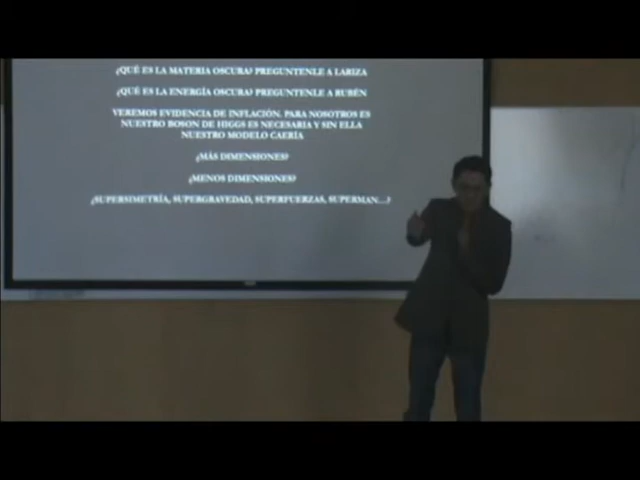 ¿QUÉ ES LA MATERIA OSCURA? PREGUNTENLE A LARIZA
¿QUÉ ES LA ENERGÍA OSCURA? PREGUNTENLE A RUBÉN
VEREMOS EVIDENCIA DE INFLACIÓN. PARA NOSOTROS ES
NUESTRO BOSON DE HIGGS ES NECESARIA Y SIN ELLA
NUESTRO MODELO CAERÍA
¿MÁS DIMENSIONES?
¿MENOS DIMENSIONES?
¿SUPERSIMETRÍA, SUPERGRAVEDAD, SUPERFUERZAS, SUPERMAN...?